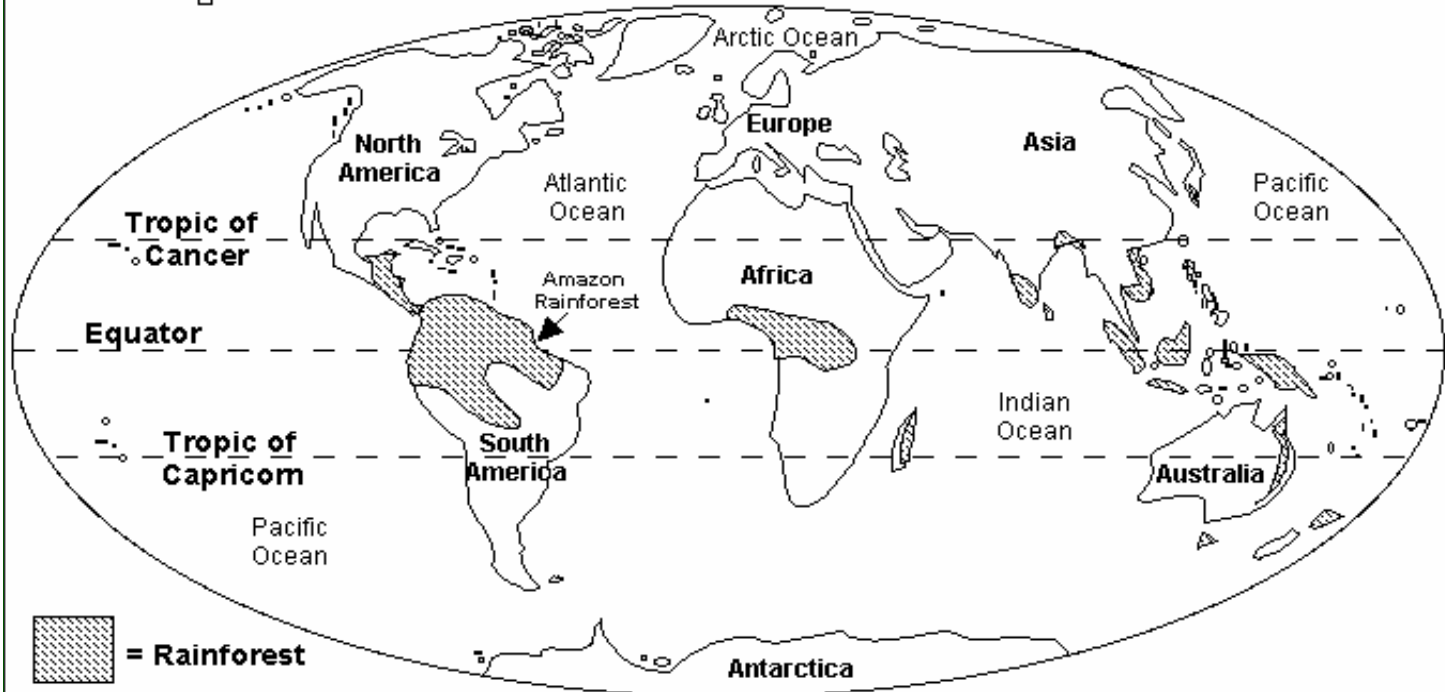 Arctic Ocean
North
America
Europe
Asia
Atlantic
Ocean
Pacific
Ocean
Tropic of
Cancer
Africa
Amazon
Rainforest
Equator
Indian
Ocean
Tropic of
Capricorn
South
America
Australia
Pacific
Ocean
= Rainforest
Antarctica